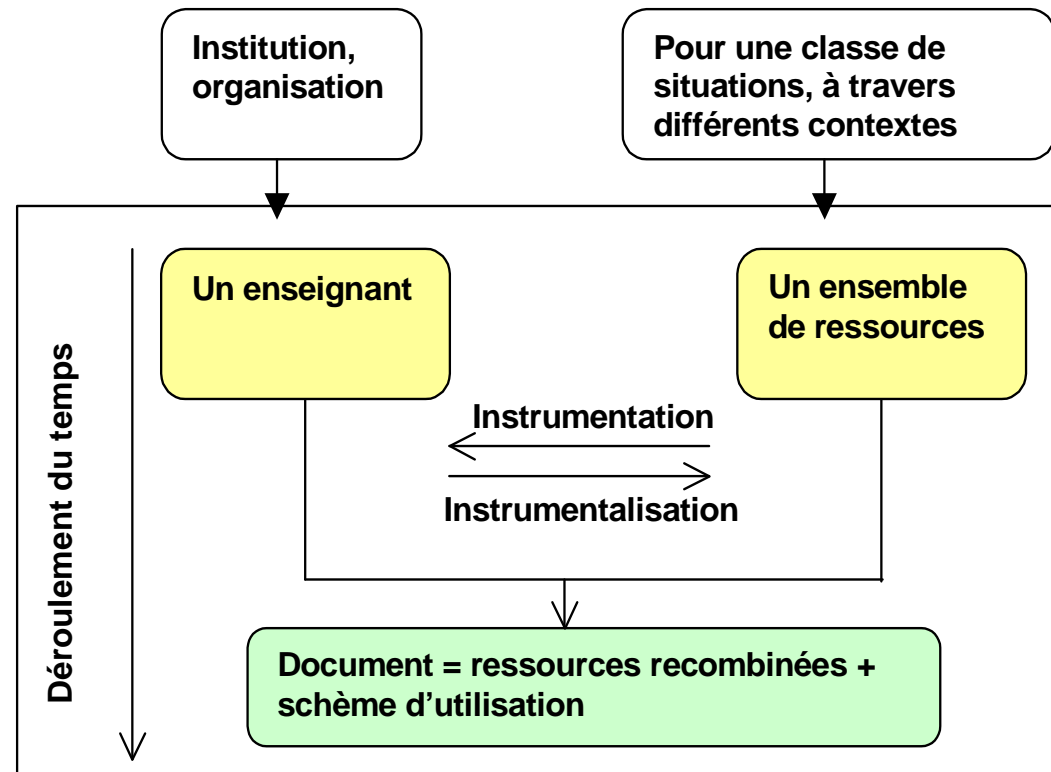 Institution,
organisation
Pour une classe de
situations, à travers
différents contextes
Déroulement du temps
Un enseignant
Un ensemble
de ressources
Instrumentation
Instrumentalisation
Document = ressources recombinées +
schème d'utilisation